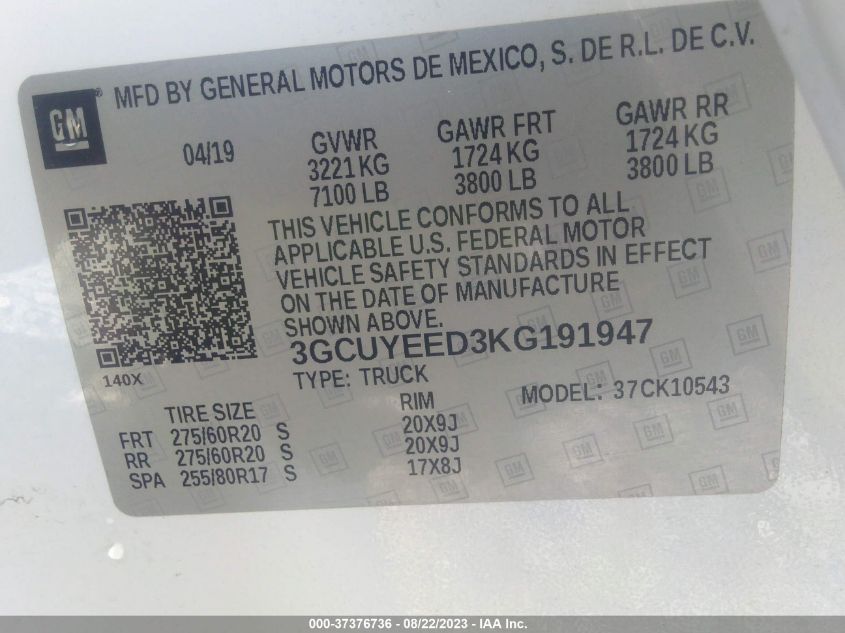 GM
MFD BY GENERAL MOTORS DE MEXICO, S. DE R.L. DE C.V.
04/19
GVWR GAWR FRT GAWR RR
3221 KG 1724 KG 1724 KG
7100 LB 3800 LB 3800 LB
THIS VEHICLE CONFORMS TO ALL
APPLICABLE U.S. FEDERAL MOTOR
VEHICLE SAFETY STANDARDS IN EFFECT
ON THE DATE OF MANUFACTURE
SHOWN ABOVE.
3GCUYEED3KG191947
140X
TYPE: TRUCK MODEL: 37CK10543
TIRE SIZE RIM
FRT 275/60R20 S 20X9J
RR 275/60R20 S 20X9J
SPA 255/80R17 S 17X8J
000-37376736 - 08/22/2023 - IAA Inc.